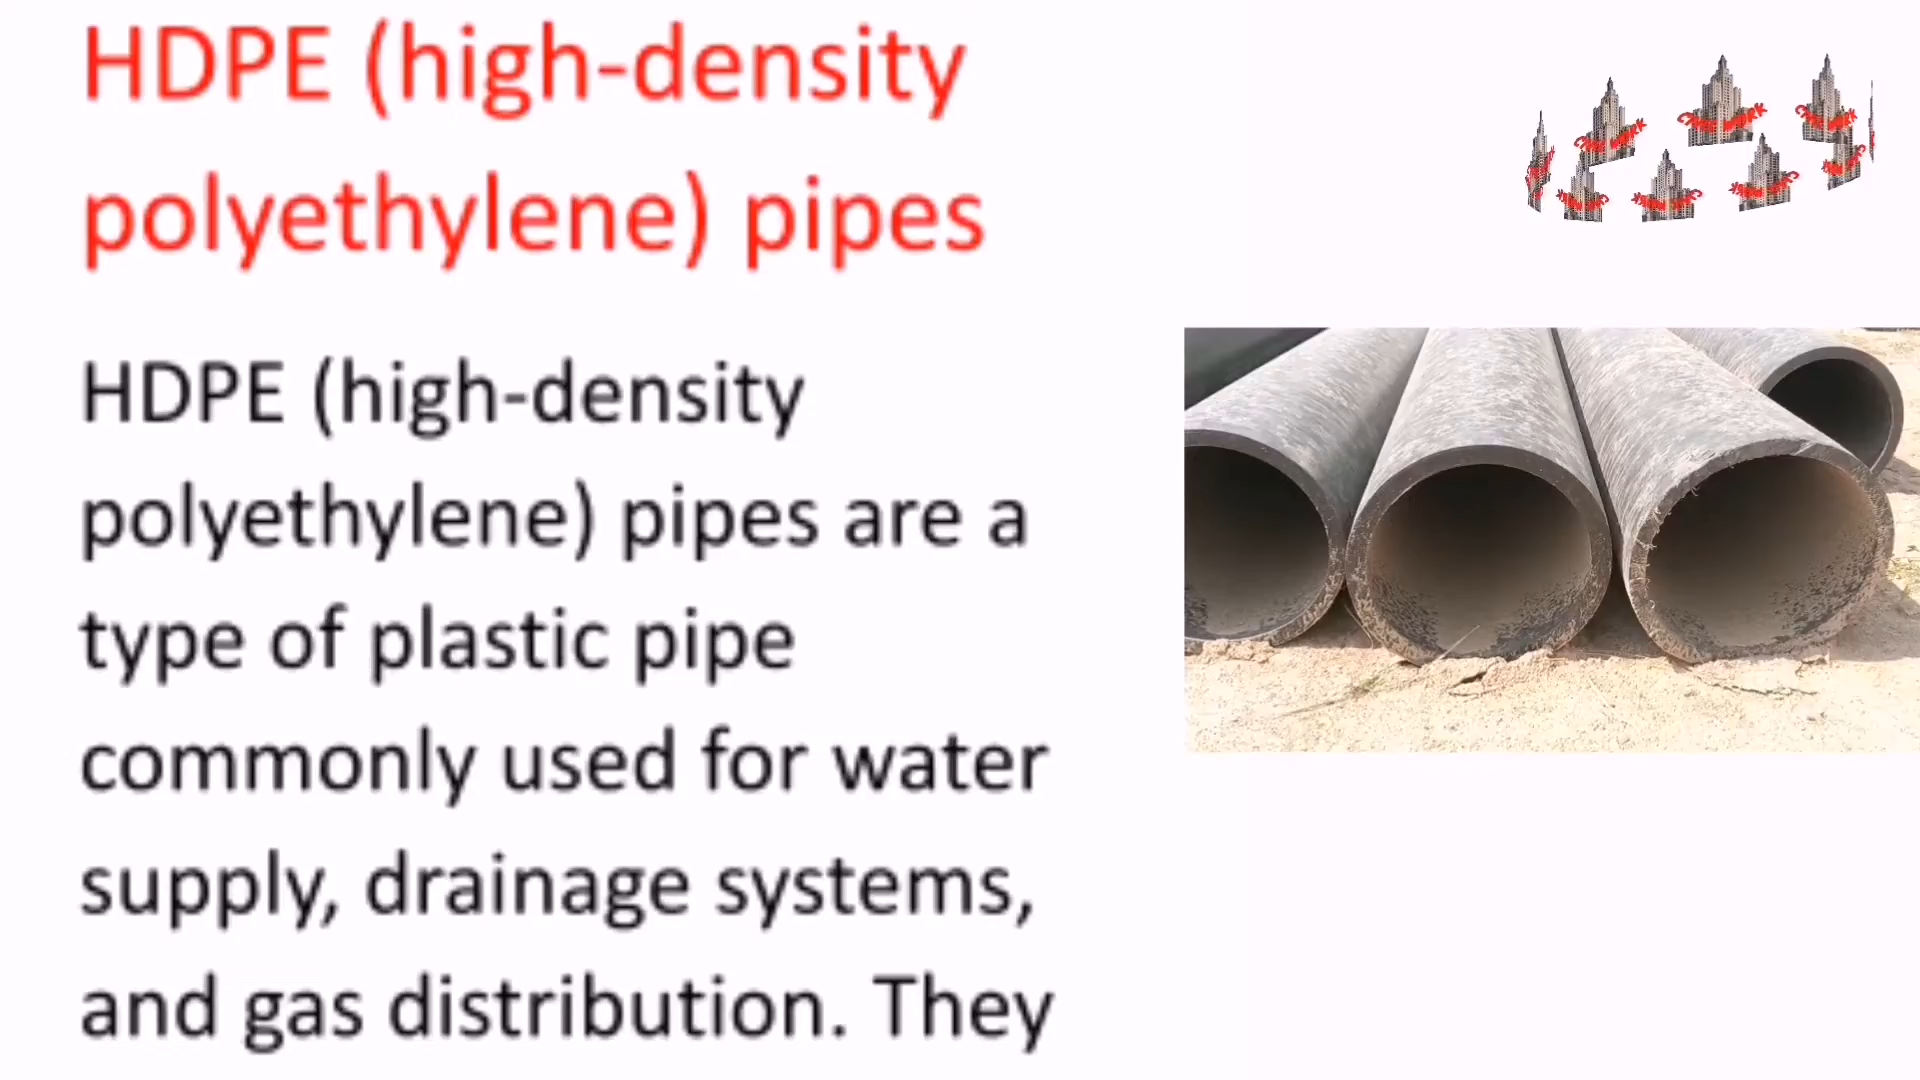 HDPE (high-density
polyethylene) pipes
HDPE (high-density
polyethylene) pipes are a
type of plastic pipe
commonly used for water
supply, drainage systems,
and gas distribution. They